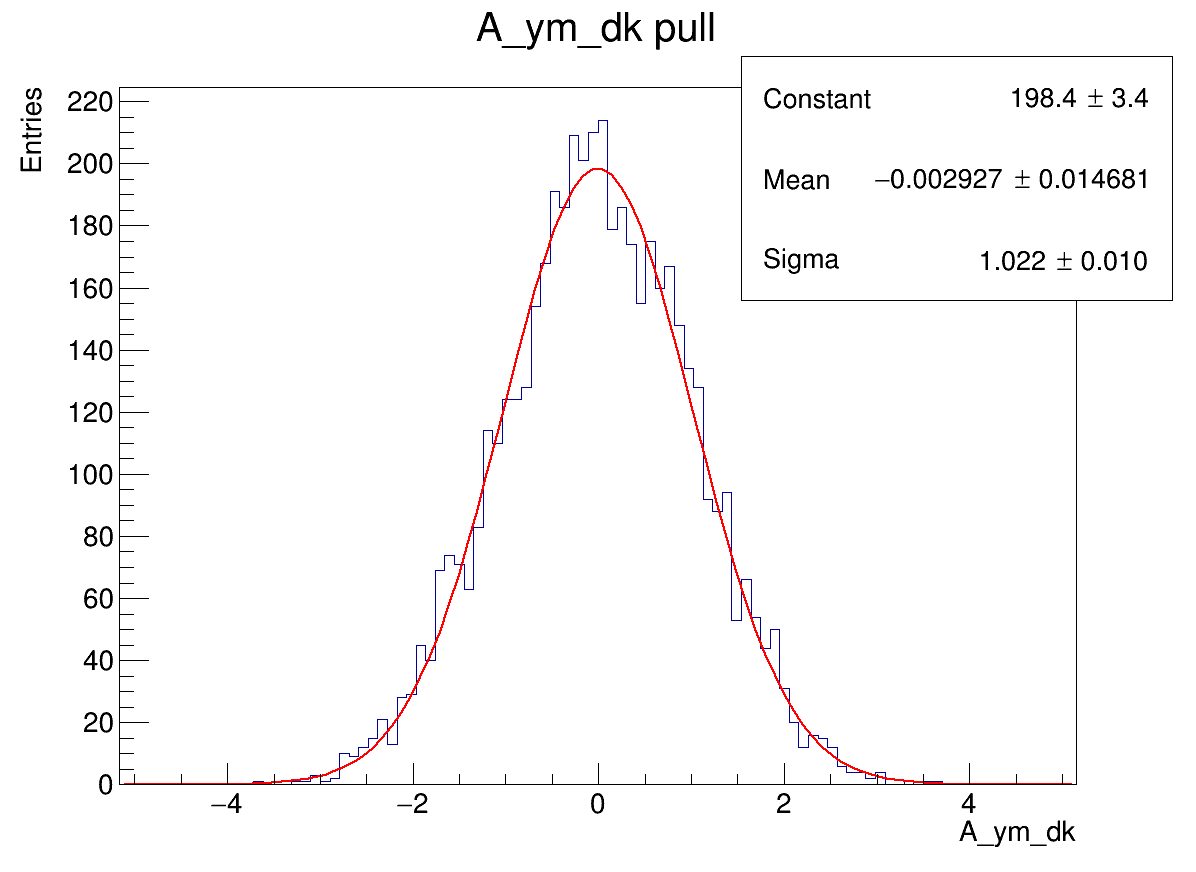 A_ym_dk pull
Constant 198.4 ± 3.4
Mean −0.002927 ± 0.014681
Sigma 1.022 ± 0.010
Entries
220
200
180
160
140
120
100
80
60
40
20
0
−4 −2 0 2 4
A_ym_dk